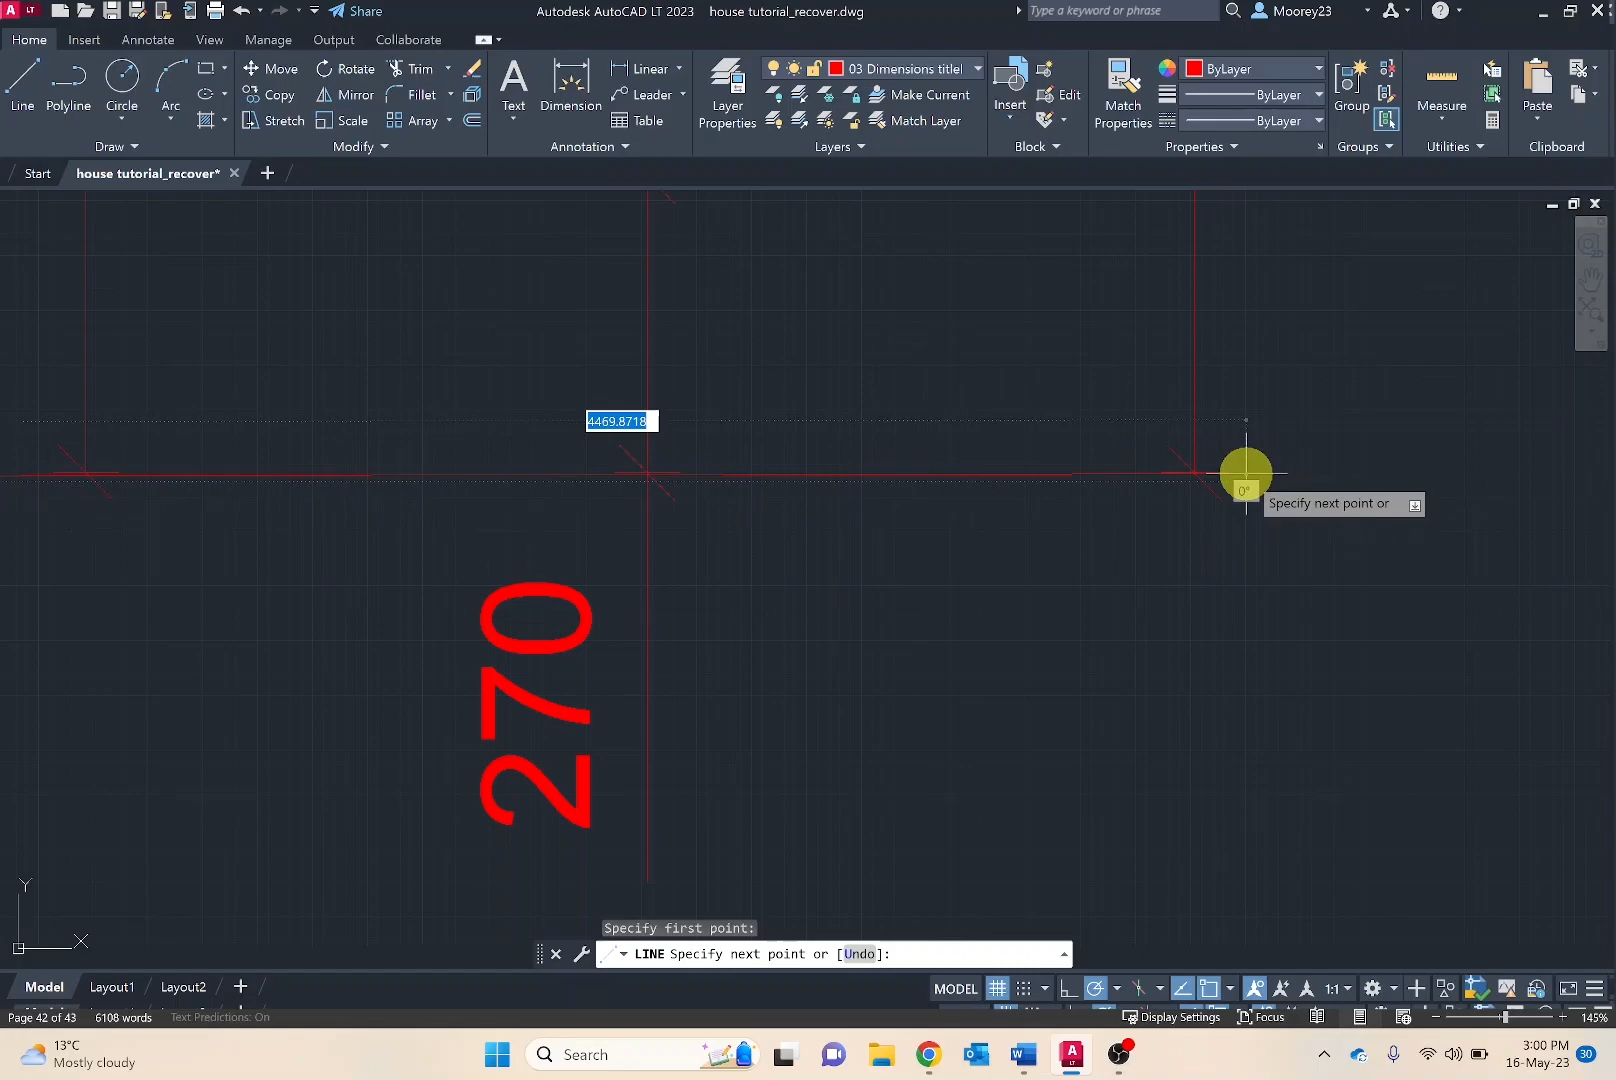 A LT Share Autodesk AutoCAD LT 2023 house tutorial_recover.dwg Type a keyword or phrase Moorey23 ?
Home Insert Annotate View Manage Output Collaborate
Line Polyline Circle Arc
Move Rotate Trim
Copy Mirror Fillet
Stretch Scale Array
Draw Modify
Text Dimension
Linear
Leader
Table
Annotation
Layer Properties
03 Dimensions titlel
Make Current
Match Layer
Layers
Insert
Edit
Block
Match Properties
ByLayer
ByLayer
ByLayer
Properties
Group
Groups
Measure
Utilities
Paste
Clipboard
Start house tutorial_recover*
4469.8718
0°
Specify next point or
270
Y
X
Specify first point:
LINE Specify next point or [Undo]:
Model Layout1 Layout2 MODEL 1:1
Page 42 of 43 6108 words Text Predictions: On Display Settings Focus 145%
13°C
Mostly cloudy
Search
3:00 PM
16-May-23
30